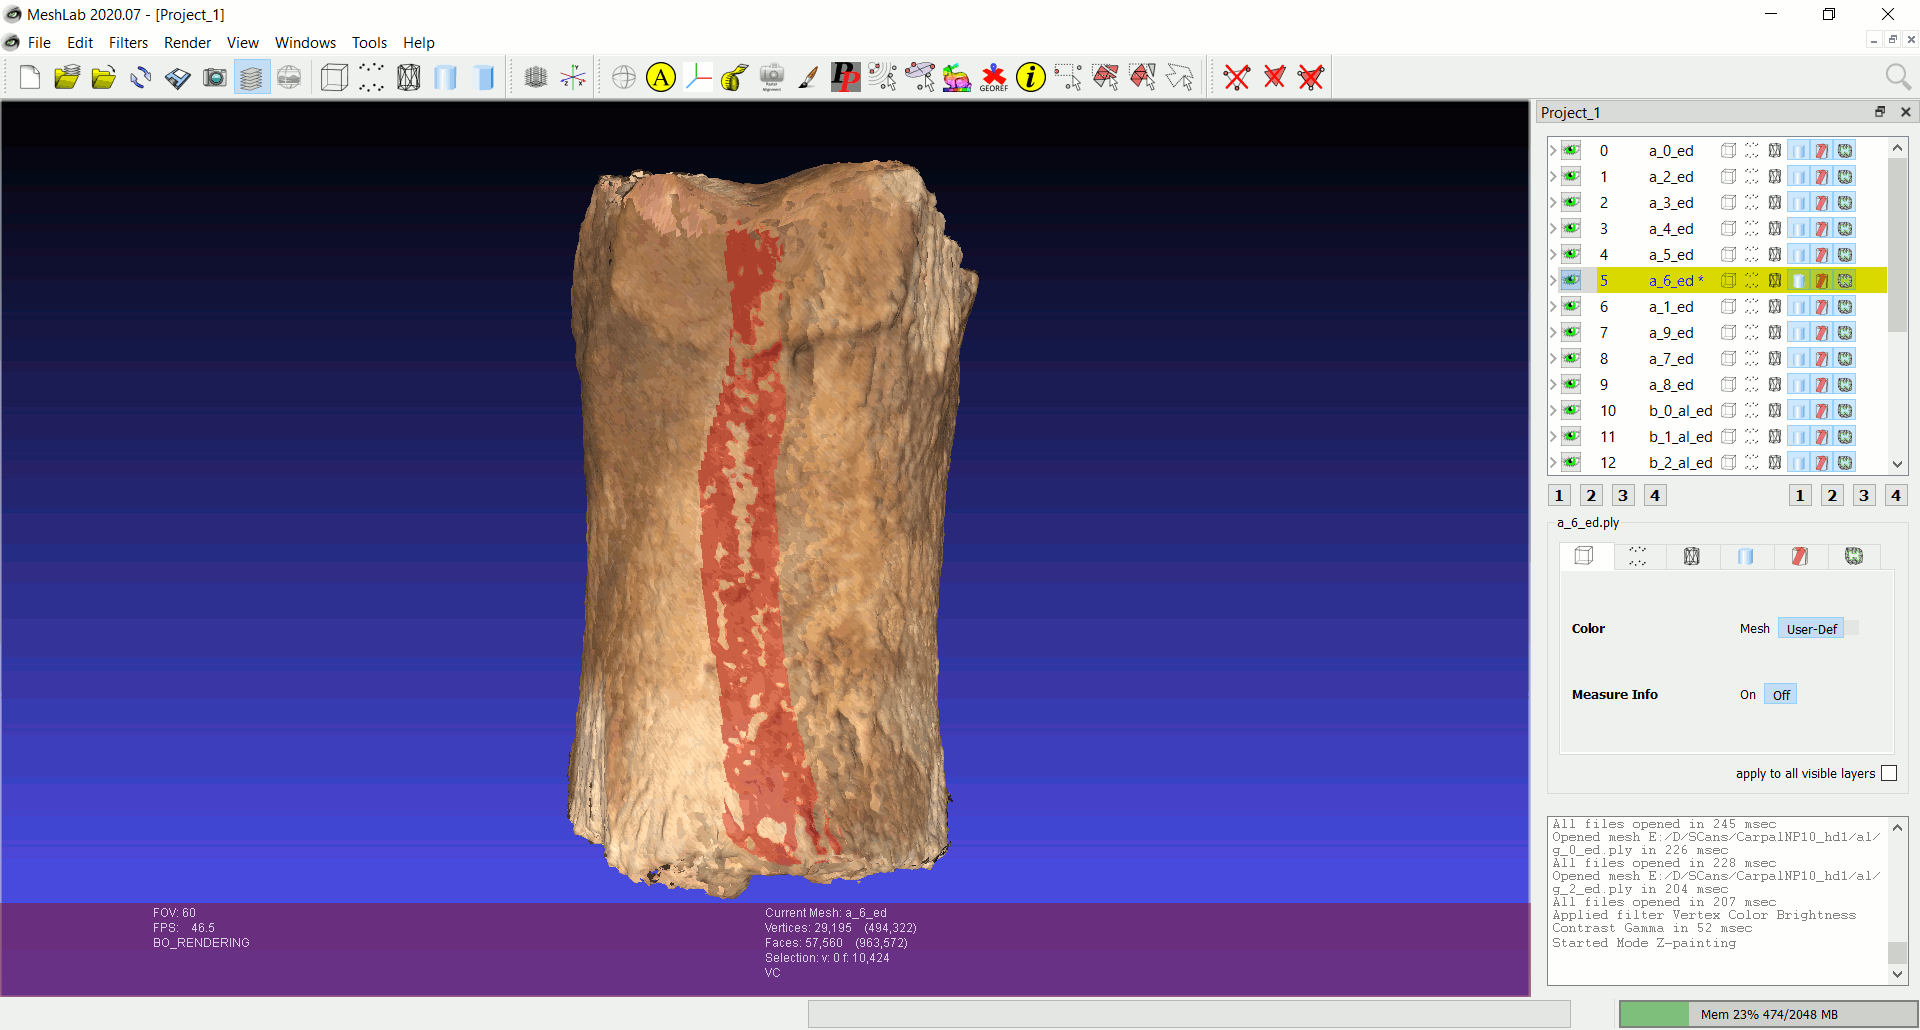 MeshLab 2020.07 - [Project_1]
File Edit Filters Render View Windows Tools Help
A
PP
GEOREF
i
Project_1
0 a_0_ed
1 a_2_ed
2 a_3_ed
3 a_4_ed
4 a_5_ed
5 a_6_ed *
6 a_1_ed
7 a_9_ed
8 a_7_ed
9 a_8_ed
10 b_0_al_ed
11 b_1_al_ed
12 b_2_al_ed
1 2 3 4 1 2 3 4
a_6_ed.ply
Color Mesh User-Def
Measure Info On Off
apply to all visible layers
All files opened in 245 msec
Opened mesh E:/D/SCans/CarpalNP10_hd1/al/
g_0_ed.ply in 226 msec
All files opened in 228 msec
Opened mesh E:/D/SCans/CarpalNP10_hd1/al/
g_2_ed.ply in 204 msec
All files opened in 207 msec
Applied filter Vertex Color Brightness
Contrast Gamma in 52 msec
Started Mode Z-painting
FOV: 60
FPS: 46.5
BO_RENDERING
Current Mesh: a_6_ed
Vertices: 29,195 (494,322)
Faces: 57,560 (963,572)
Selection: v: 0 f: 10,424
VC
Mem 23% 474/2048 MB